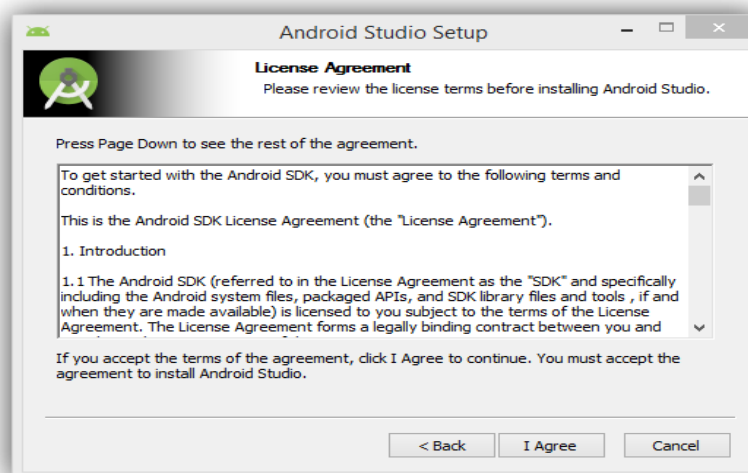 Android Studio Setup
License Agreement
Please review the license terms before installing Android Studio.
Press Page Down to see the rest of the agreement.
To get started with the Android SDK, you must agree to the following terms and
conditions.
This is the Android SDK License Agreement (the "License Agreement").
1. Introduction
1.1 The Android SDK (referred to in the License Agreement as the "SDK" and specifically
including the Android system files, packaged APIs, and SDK library files and tools , if and
when they are made available) is licensed to you subject to the terms of the License
Agreement. The License Agreement forms a legally binding contract between you and
If you accept the terms of the agreement, click I Agree to continue. You must accept the
agreement to install Android Studio.
< Back
I Agree
Cancel